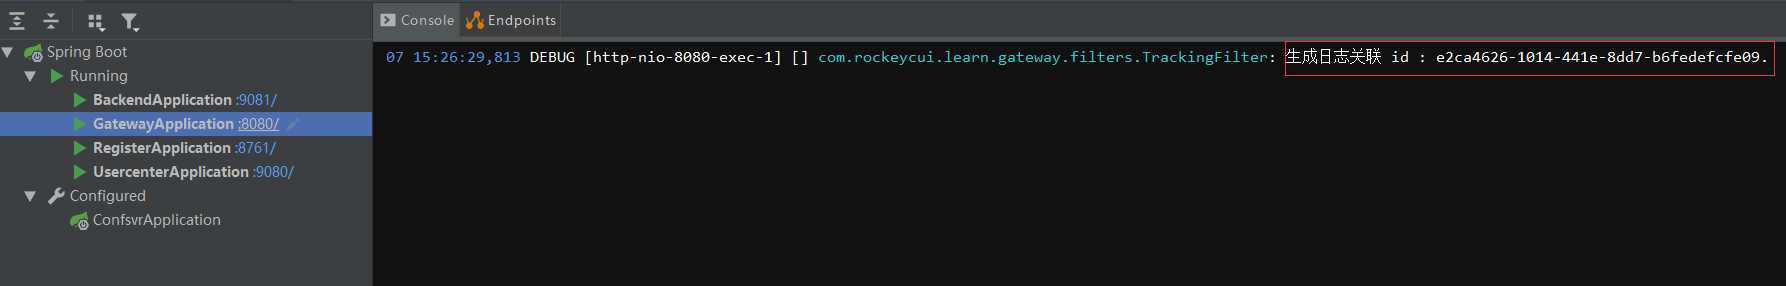 Console
Endpoints
Spring Boot
Running
BackendApplication :9081/
GatewayApplication :8080/
RegisterApplication :8761/
UsercenterApplication :9080/
Configured
ConfsvrApplication
07 15:26:29,813 DEBUG [http-nio-8080-exec-1] [] com.rockeycui.learn.gateway.filters.TrackingFilter: 生成日志关联 id : e2ca4626-1014-441e-8dd7-b6fedefcfe09.